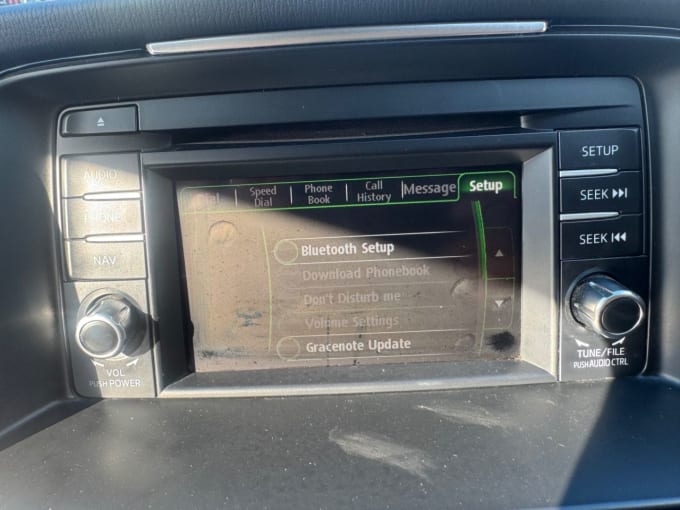 AUDIO
PHONE
NAV
VOL
PUSH POWER
Dial
Speed Dial
Phone Book
Call History
Message
Setup
Bluetooth Setup
Download Phonebook
Don't Disturb me
Volume Settings
Gracenote Update
SETUP
SEEK
SEEK
TUNE/FILE
PUSH AUDIO CTRL